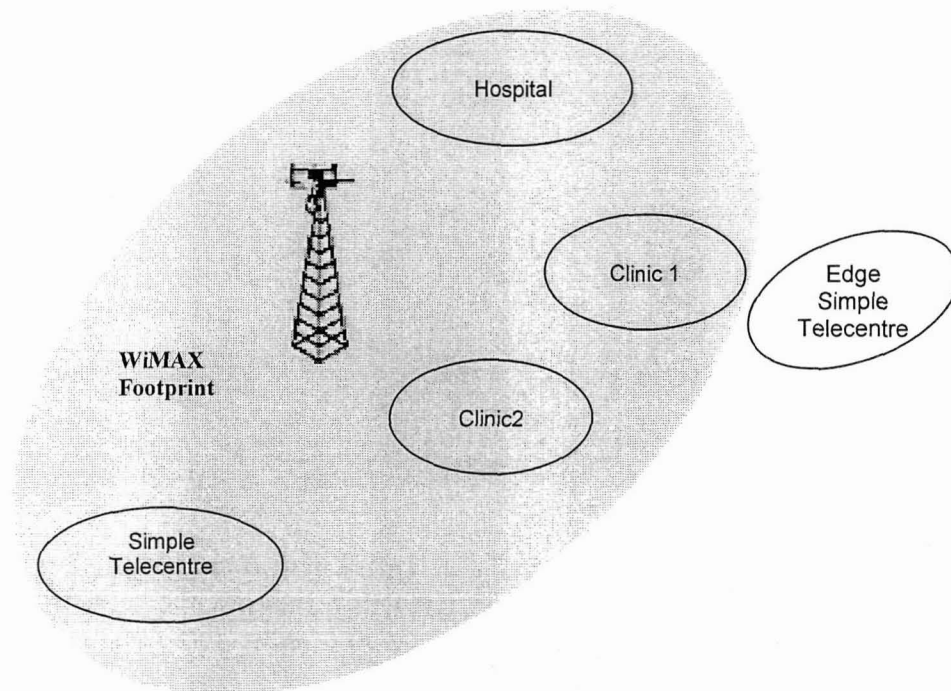 Hospital
Clinic 1
Edge
Simple
Telecentre
WiMAX
Footprint
Clinic2
Simple
Telecentre